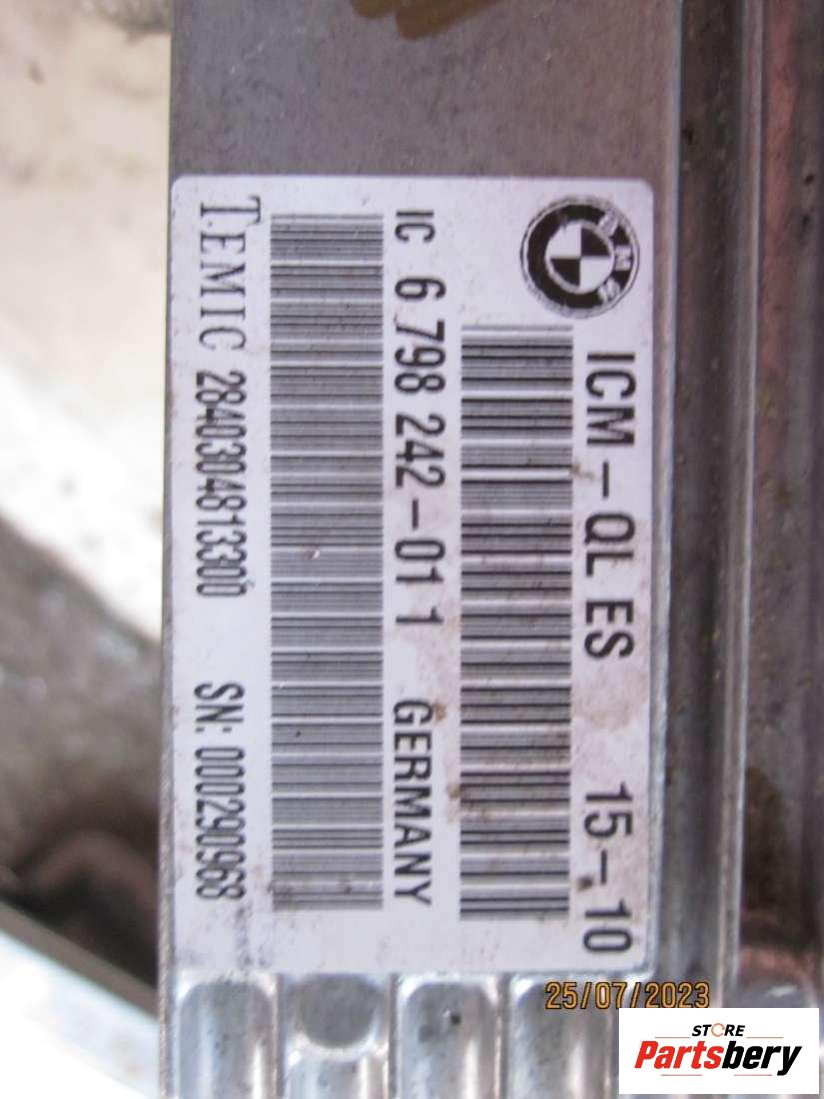 BMW
ICM-QL ES 15-10
IC 6 798 242-01 1 GERMANY
TEMIC 2840304813300 SN: 000290968
25/07/2023
STORE
Partsbery